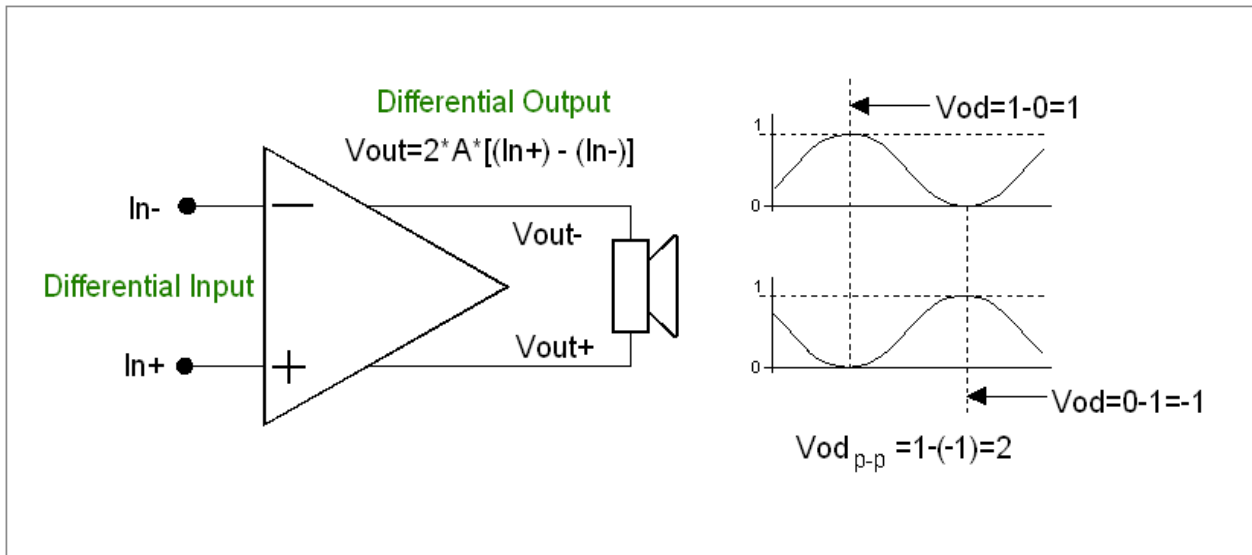 Differential Output
Vout=2*A*[(In+) - (In-)]
In-
Vout-
Differential Input
Vout+
In+
Vod=1-0=1
1
0
1
0
Vod=0-1=-1
Vod p-p =1-(-1)=2